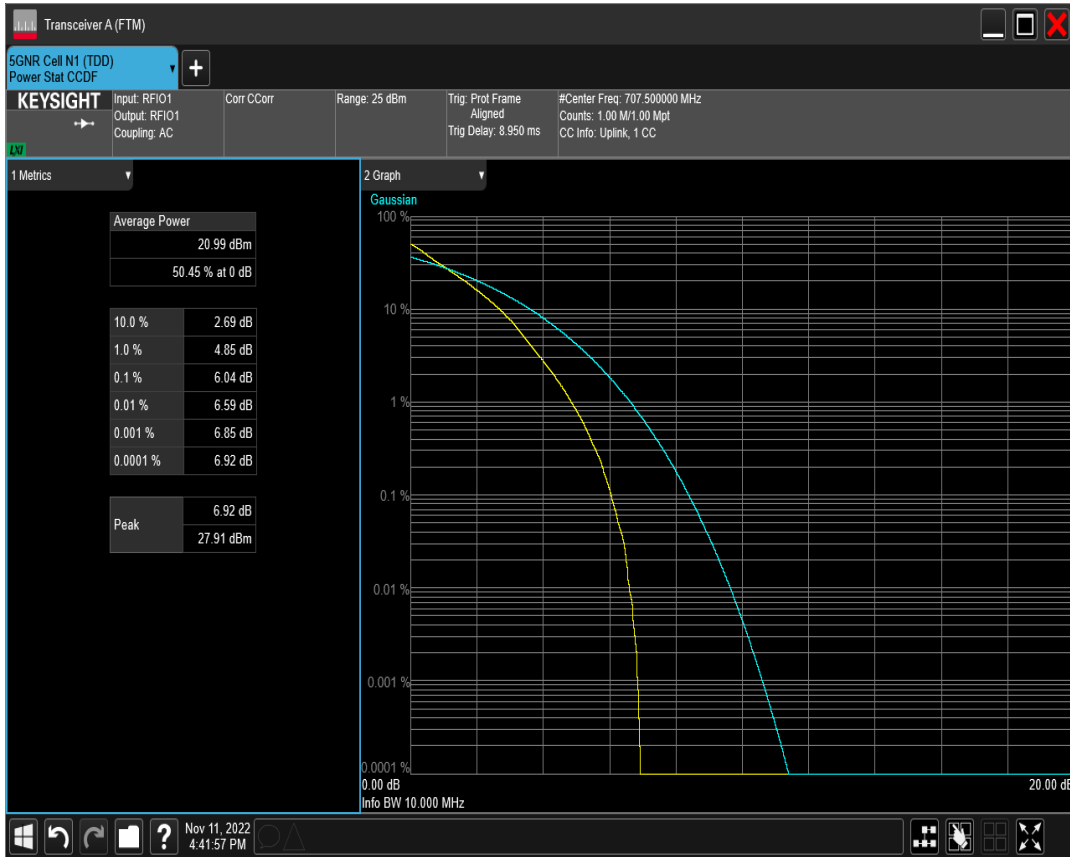 Transceiver A (FTM)
5GNR Cell N1 (TDD)
Power Stat CCDF
KEYSIGHT
LXI
Input: RFIO1
Output: RFIO1
Coupling: AC
Corr CCorr
Range: 25 dBm
Trig: Prot Frame
Aligned
Trig Delay: 8.950 ms
#Center Freq: 707.500000 MHz
Counts: 1.00 M/1.00 Mpt
CC Info: Uplink, 1 CC
1 Metrics
Average Power
20.99 dBm
50.45 % at 0 dB
10.0 % 2.69 dB
1.0 % 4.85 dB
0.1 % 6.04 dB
0.01 % 6.59 dB
0.001 % 6.85 dB
0.0001 % 6.92 dB
Peak 6.92 dB
27.91 dBm
2 Graph
Gaussian
100 %
10 %
1 %
0.1 %
0.01 %
0.001 %
0.0001 %
0.00 dB 20.00 dB
Info BW 10.000 MHz
? Nov 11, 2022
4:41:57 PM